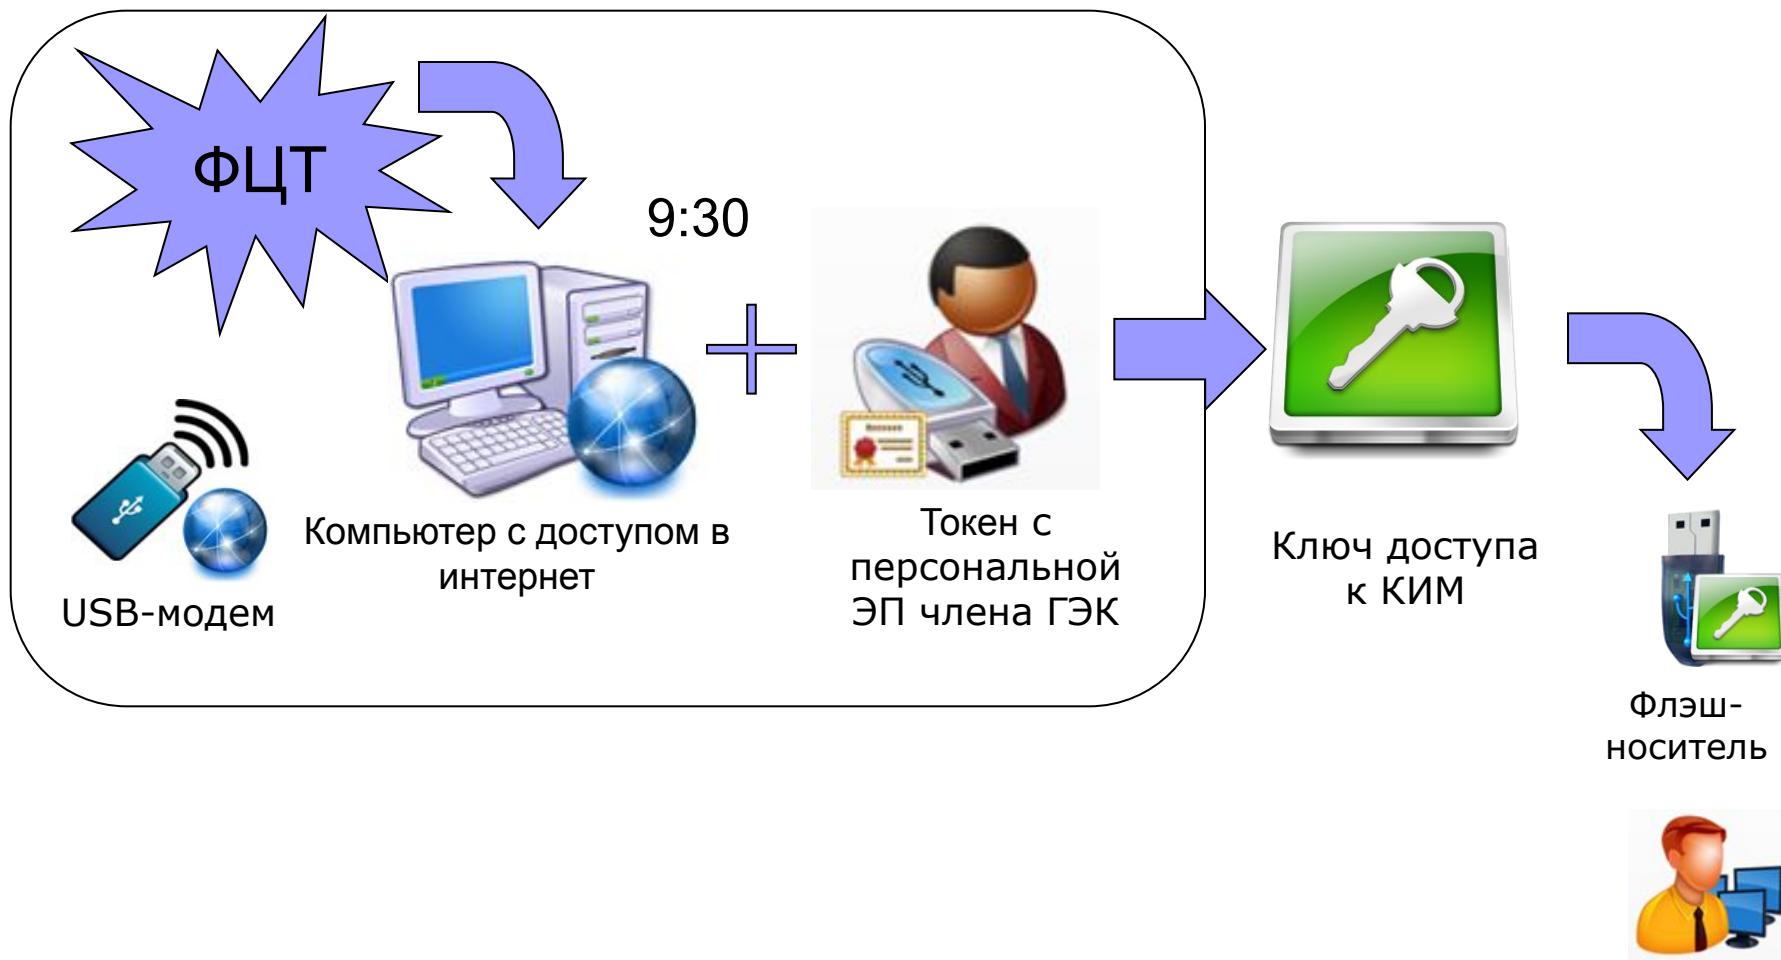 ФЦТ
9:30
USB-модем
Компьютер с доступом в
интернет
Токен с
персональной
ЭП члена ГЭК
Ключ доступа
к КИМ
Флэш-
носитель